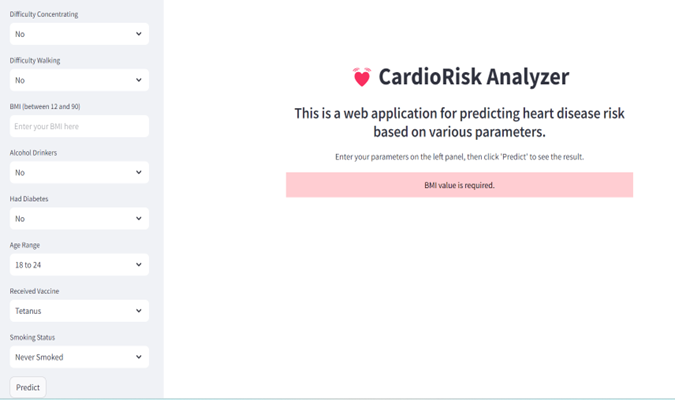 Difficulty Concentrating
No
Difficulty Walking
No
BMI (between 12 and 90)
Enter your BMI here
Alcohol Drinkers
No
Had Diabetes
No
Age Range
18 to 24
Received Vaccine
Tetanus
Smoking Status
Never Smoked
Predict
CardioRisk Analyzer
This is a web application for predicting heart disease risk
based on various parameters.
Enter your parameters on the left panel, then click 'Predict' to see the result.
BMI value is required.